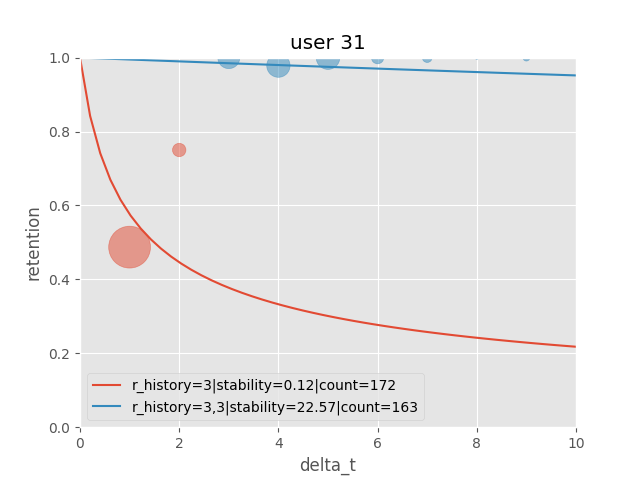 user 31
1.0
0.8
0.6
0.4
0.2
0.0
retention
r_history=3|stability=0.12|count=172
r_history=3,3|stability=22.57|count=163
0 2 4 6 8 10
delta_t